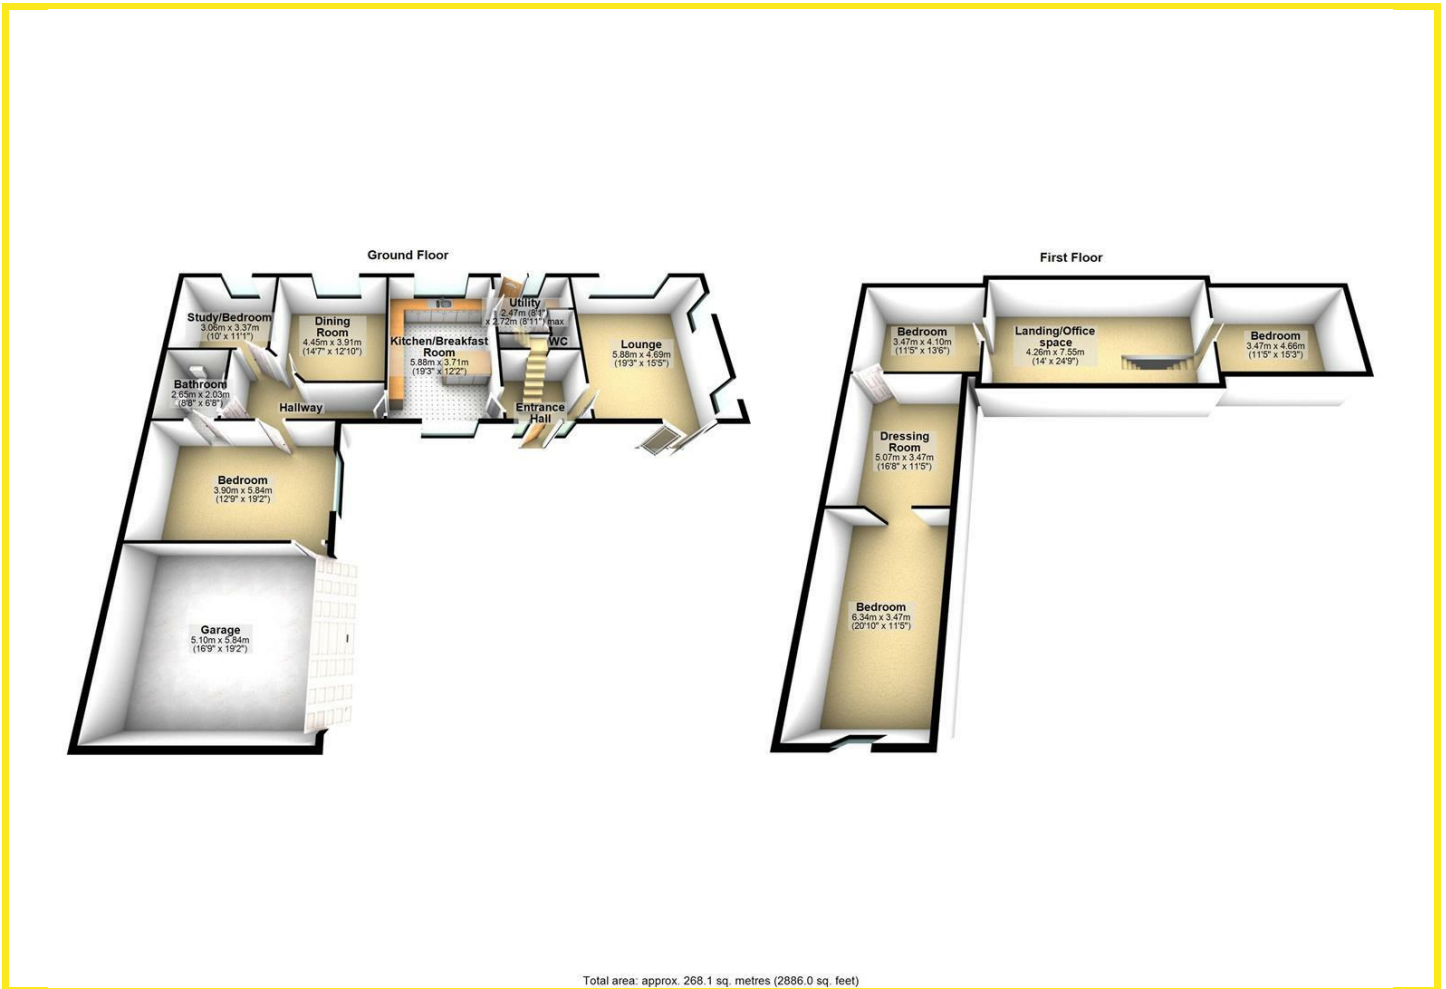 Ground Floor
Study/Bedroom
3.06m x 3.37m
(10' x 11'1")
Dining
Room
4.45m x 3.91m
(14'7" x 12'10")
Kitchen/Breakfast
Room
5.88m x 3.71m
(19'3" x 12'2")
Utility
2.47m (8'1")
x 2.72m (8'11") max
WC
Lounge
5.88m x 4.69m
(19'3" x 15'5")
Bathroom
2.65m x 2.03m
(8'8" x 6'8")
Hallway
Entrance
Hall
Bedroom
3.90m x 5.84m
(12'9" x 19'2")
Garage
5.10m x 5.84m
(16'9" x 19'2")
First Floor
Bedroom
3.47m x 4.10m
(11'5" x 13'6")
Landing/Office
space
4.26m x 7.55m
(14' x 24'9")
Bedroom
3.47m x 4.66m
(11'5" x 15'3")
Dressing
Room
5.07m x 3.47m
(16'8" x 11'5")
Bedroom
6.34m x 3.47m
(20'10" x 11'5")
Total area: approx. 268.1 sq. metres (2886.0 sq. feet)